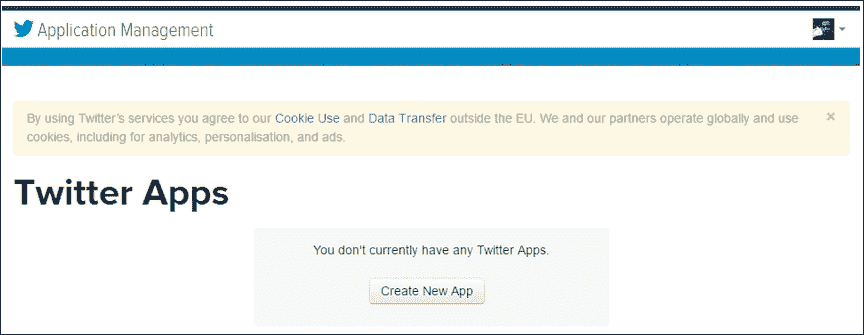 Application Management
By using Twitter's services you agree to our Cookie Use and Data Transfer outside the EU. We and our partners operate globally and use
cookies, including for analytics, personalisation, and ads.
×
Twitter Apps
You don't currently have any Twitter Apps.
Create New App